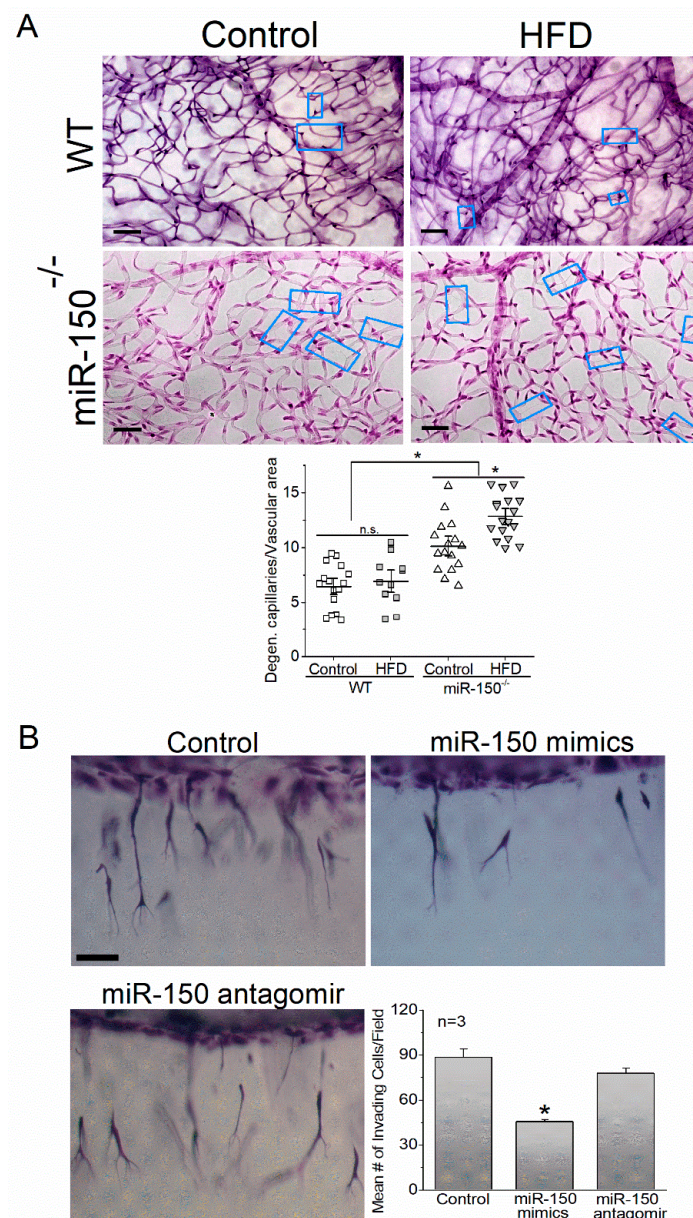 A
Control HFD
WT
miR-150-/-
*
*
n.s.
15
10
5
0
Degen. capillaries/Vascular area
Control HFD Control HFD
WT miR-150-/-
B
Control miR-150 mimics
miR-150 antagomir
120
90
60
30
0
n=3
*
Mean # of Invading Cells/Field
Control miR-150 miR-150
mimics antagomir